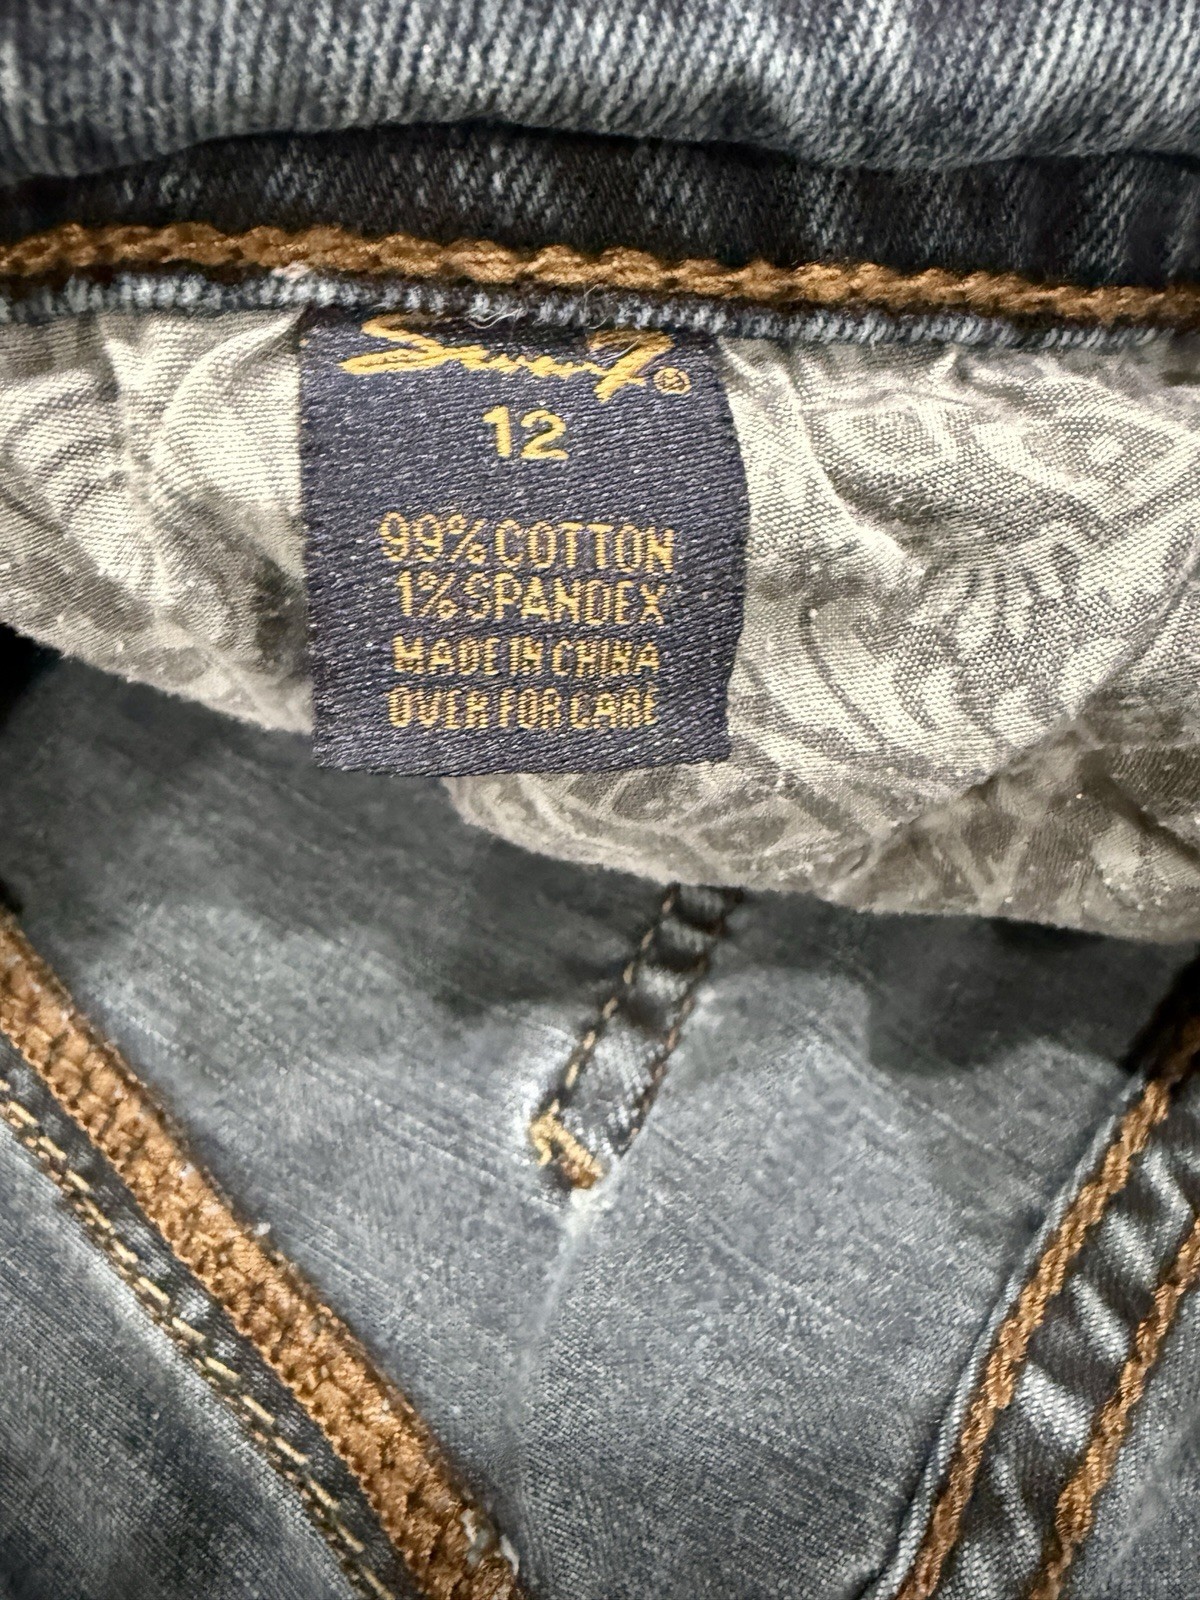 Seven7®
12
99% COTTON
1% SPANDEX
MADE IN CHINA
OVER FOR CARE